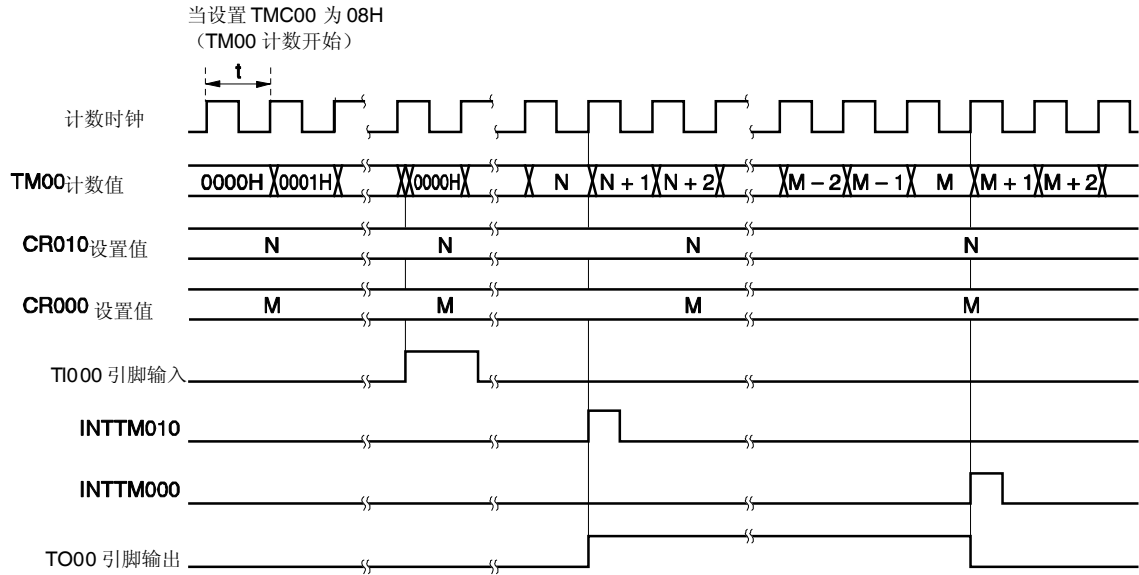 当设置 TMC00 为 08H
（TM00 计数开始）
t
计数时钟
TM00计数值 0000H 0001H 0000H N N + 1 N + 2 M − 2 M − 1 M M + 1 M + 2
CR010设置值 N N N N
CR000 设置值 M M M M
TI000 引脚输入
INTTM010
INTTM000
TO00 引脚输出